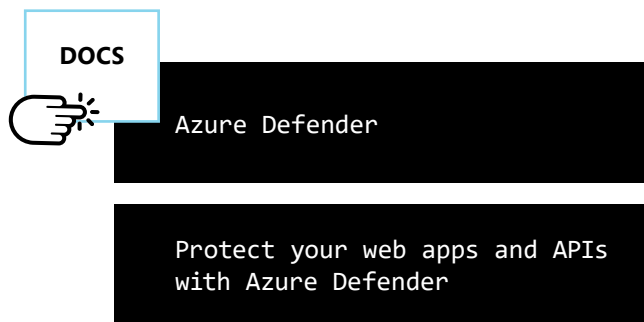 DOCS
Azure Defender
Protect your web apps and APIs
with Azure Defender